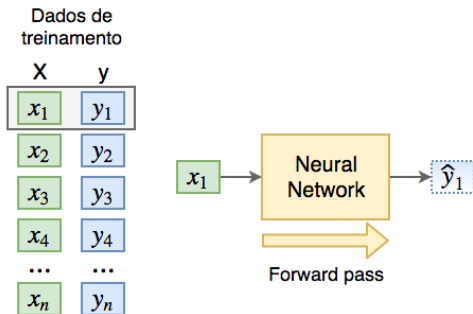 Dados de
treinamento
X y
x₁ y₁
x₂ y₂
x₃ y₃
x₄ y₄
... ...
xₙ yₙ
x₁
Neural
Network
ŷ₁
Forward pass